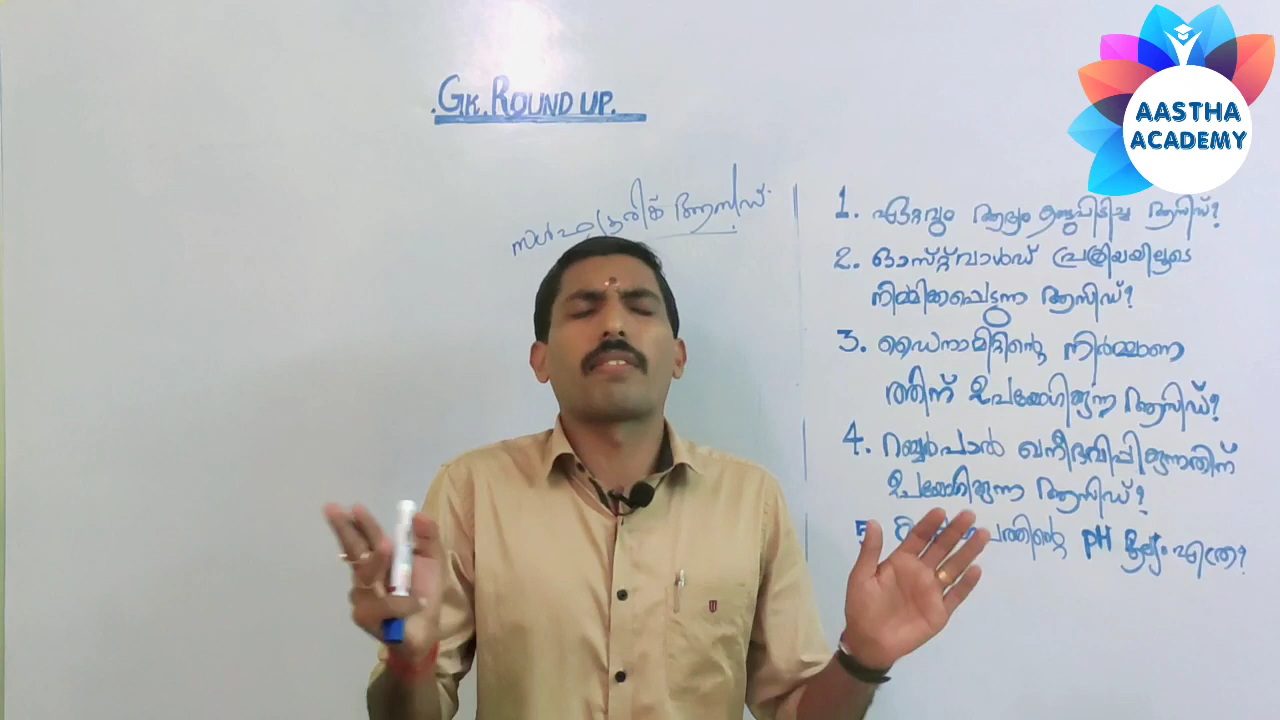 .GK. ROUND UP.
AASTHA
ACADEMY
സൾഫ്യൂരിക് ആസിഡ്
1. ഏറ്റവും ആദ്യം കണ്ടുപിടിച്ച ആസിഡ്?
2. ഓസ്റ്റ്‌വാൾഡ് പ്രക്രിയയിലൂടെ
നിർമ്മിക്കപ്പെടുന്ന ആസിഡ്?
3. ഡൈനാമിറ്റിന്റെ നിർമ്മാണ
ത്തിന് ഉപയോഗിക്കുന്ന ആസിഡ്?
4. റബ്ബർപാൽ ഖനീഭവിപ്പിക്കുന്നതിന്
ഉപയോഗിക്കുന്ന ആസിഡ്?
5. pH മൂല്യം എത്ര?